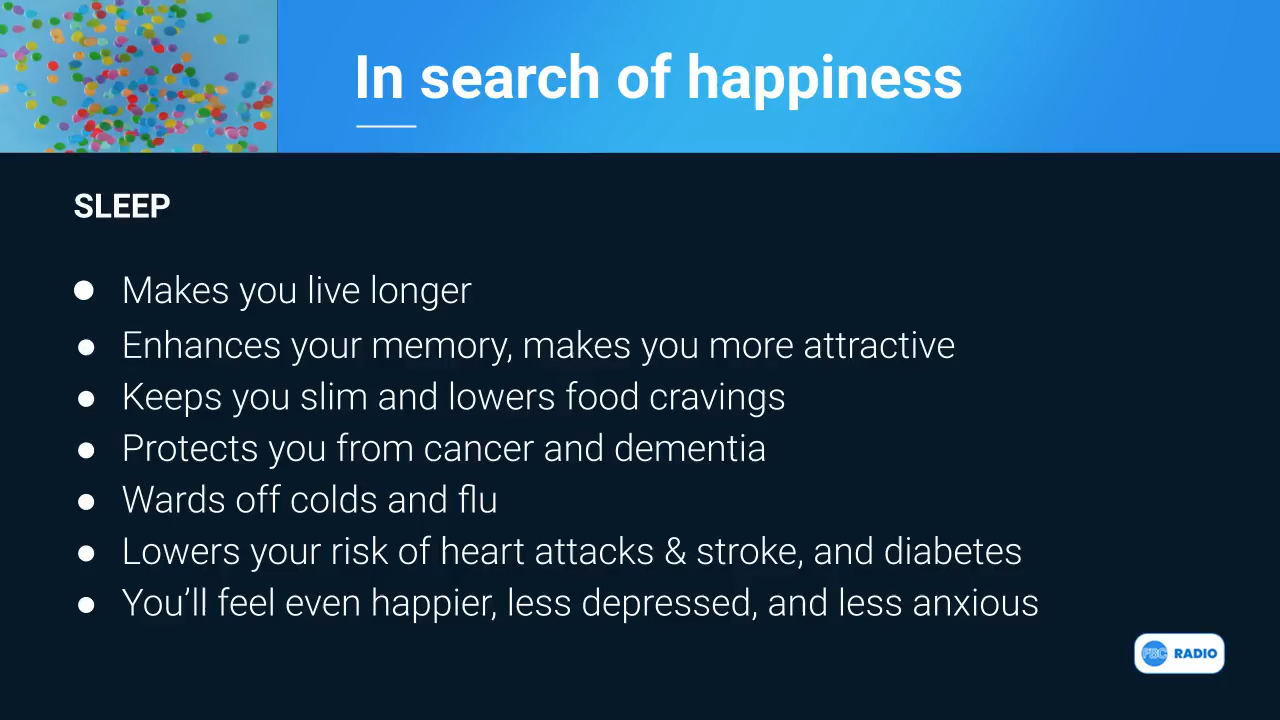 In search of happiness
SLEEP
● Makes you live longer
● Enhances your memory, makes you more attractive
● Keeps you slim and lowers food cravings
● Protects you from cancer and dementia
● Wards off colds and flu
● Lowers your risk of heart attacks & stroke, and diabetes
● You’ll feel even happier, less depressed, and less anxious
RADIO